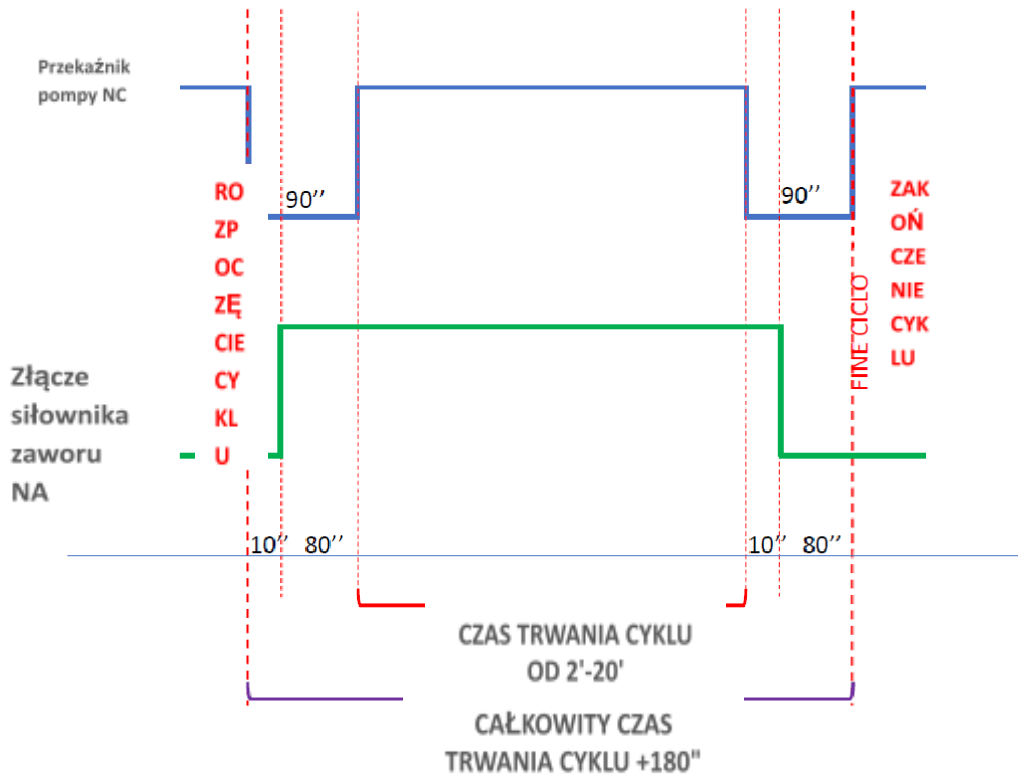 Przekaźnik
pompy NC
RO
ZP
OC
ZĘ
CIE
CY
KL
U
90’’
90’’
ZAK
OŃ
CZE
NIE
CYK
LU
FINE CICLO
Złącze
siłownika
zaworu
NA
10’’ 80’’
10’’ 80’’
CZAS TRWANIA CYKLU
OD 2'-20'
CAŁKOWITY CZAS
TRWANIA CYKLU +180"